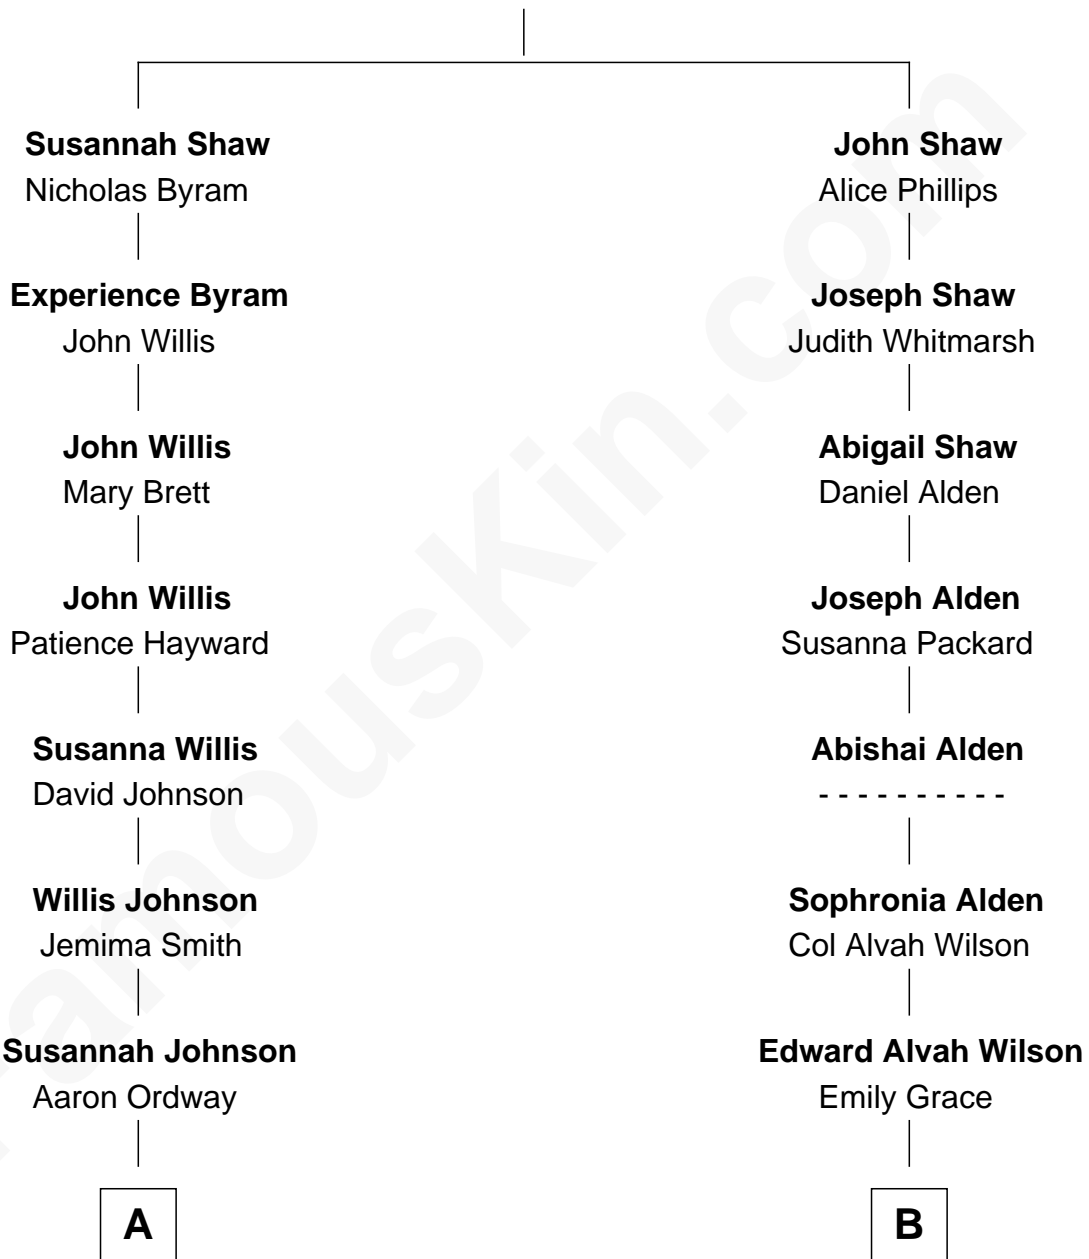 Susannah Shaw
Nicholas Byram
John Shaw
Alice Phillips
Experience Byram
John Willis
Joseph Shaw
Judith Whitmarsh
John Willis
Mary Brett
Abigail Shaw
Daniel Alden
John Willis
Patience Hayward
Joseph Alden
Susanna Packard
Susanna Willis
David Johnson
Abishai Alden
- - - - - - - - - -
Willis Johnson
Jemima Smith
Sophronia Alden
Col Alvah Wilson
Susannah Johnson
Aaron Ordway
Edward Alvah Wilson
Emily Grace
A
B
FamousKin.com